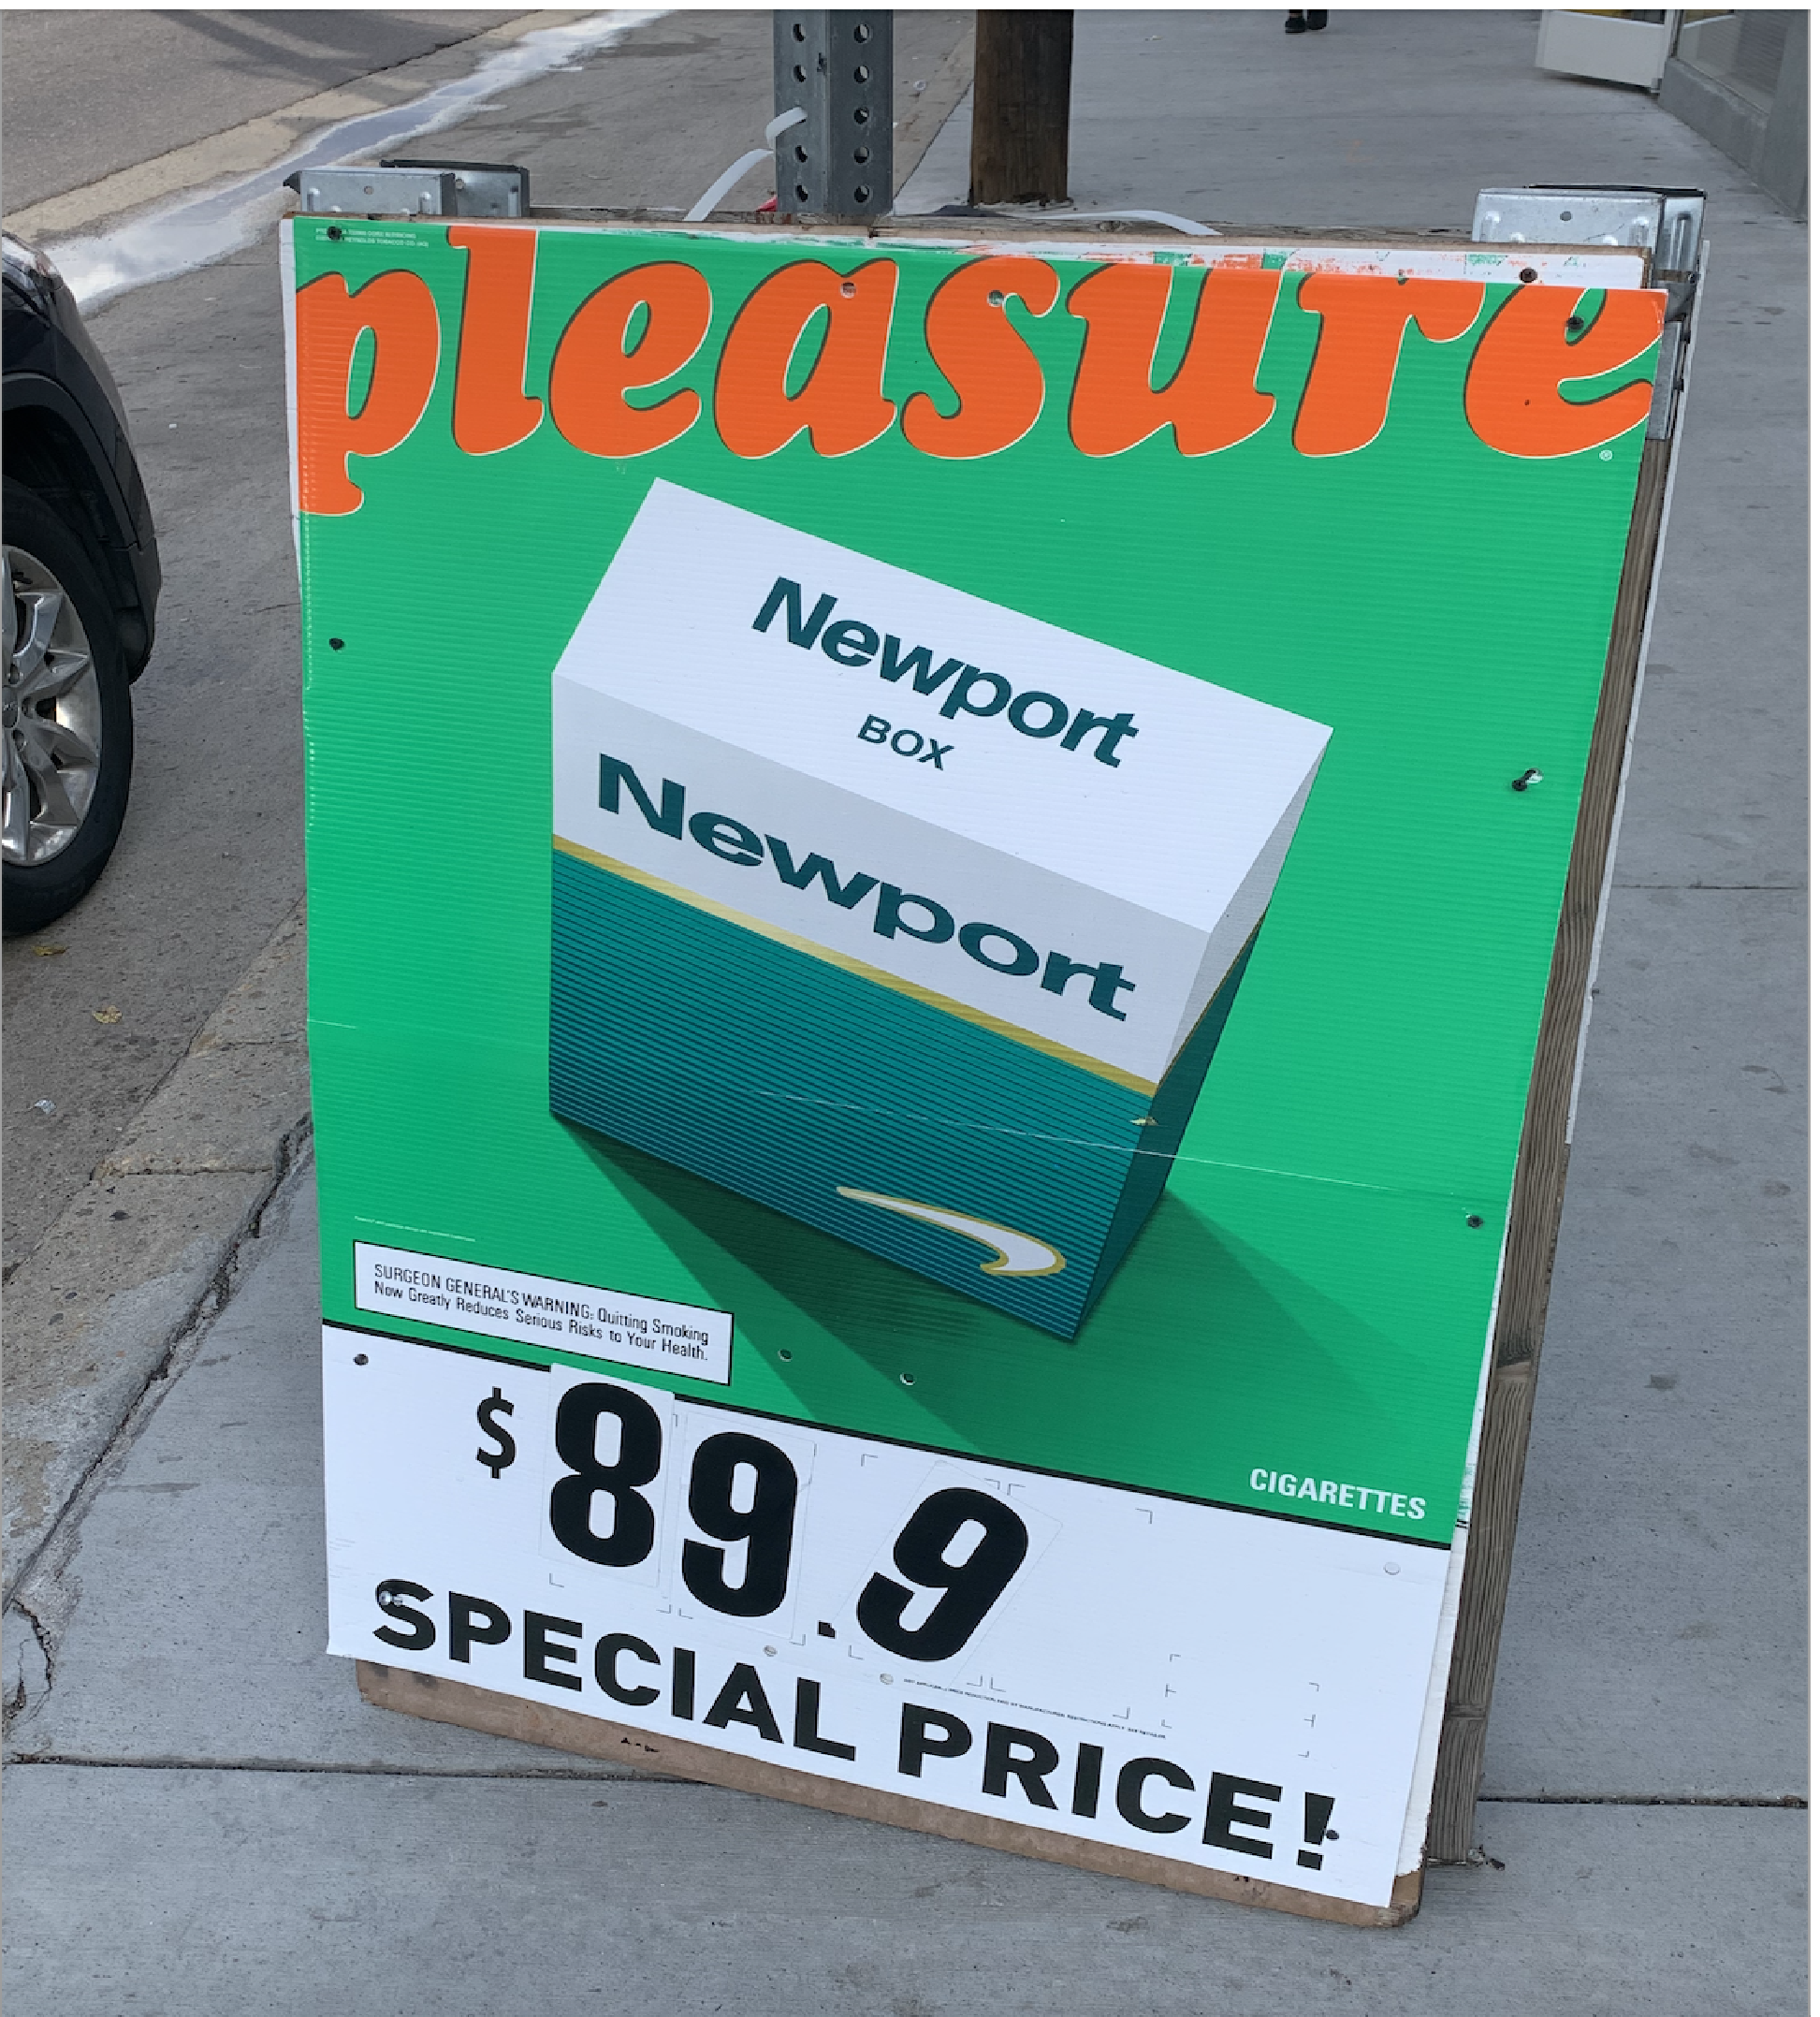 pleasure
®
Newport
BOX
Newport
SURGEON GENERAL'S WARNING: Quitting Smoking
Now Greatly Reduces Serious Risks to Your Health.
CIGARETTES
$ 89.9
SPECIAL PRICE!